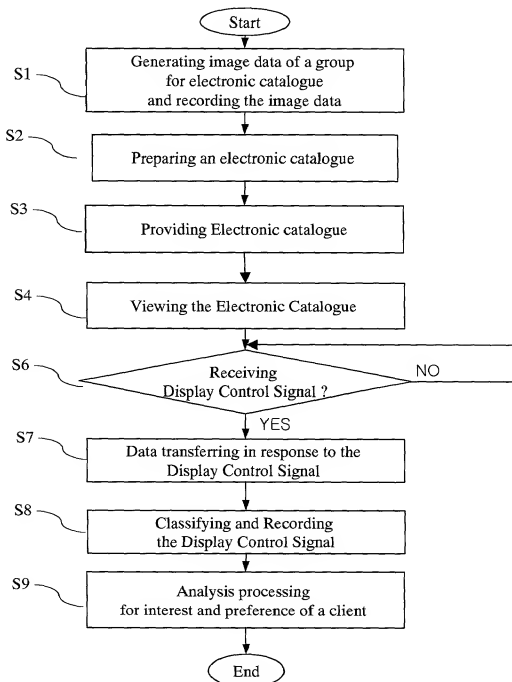 Start
S1
Generating image data of a group
for electronic catalogue
and recording the image data
S2
Preparing an electronic catalogue
S3
Providing Electronic catalogue
S4
Viewing the Electronic Catalogue
S6
Receiving
Display Control Signal ?
NO
YES
S7
Data transferring in response to the
Display Control Signal
S8
Classifying and Recording
the Display Control Signal
S9
Analysis processing
for interest and preference of a client
End